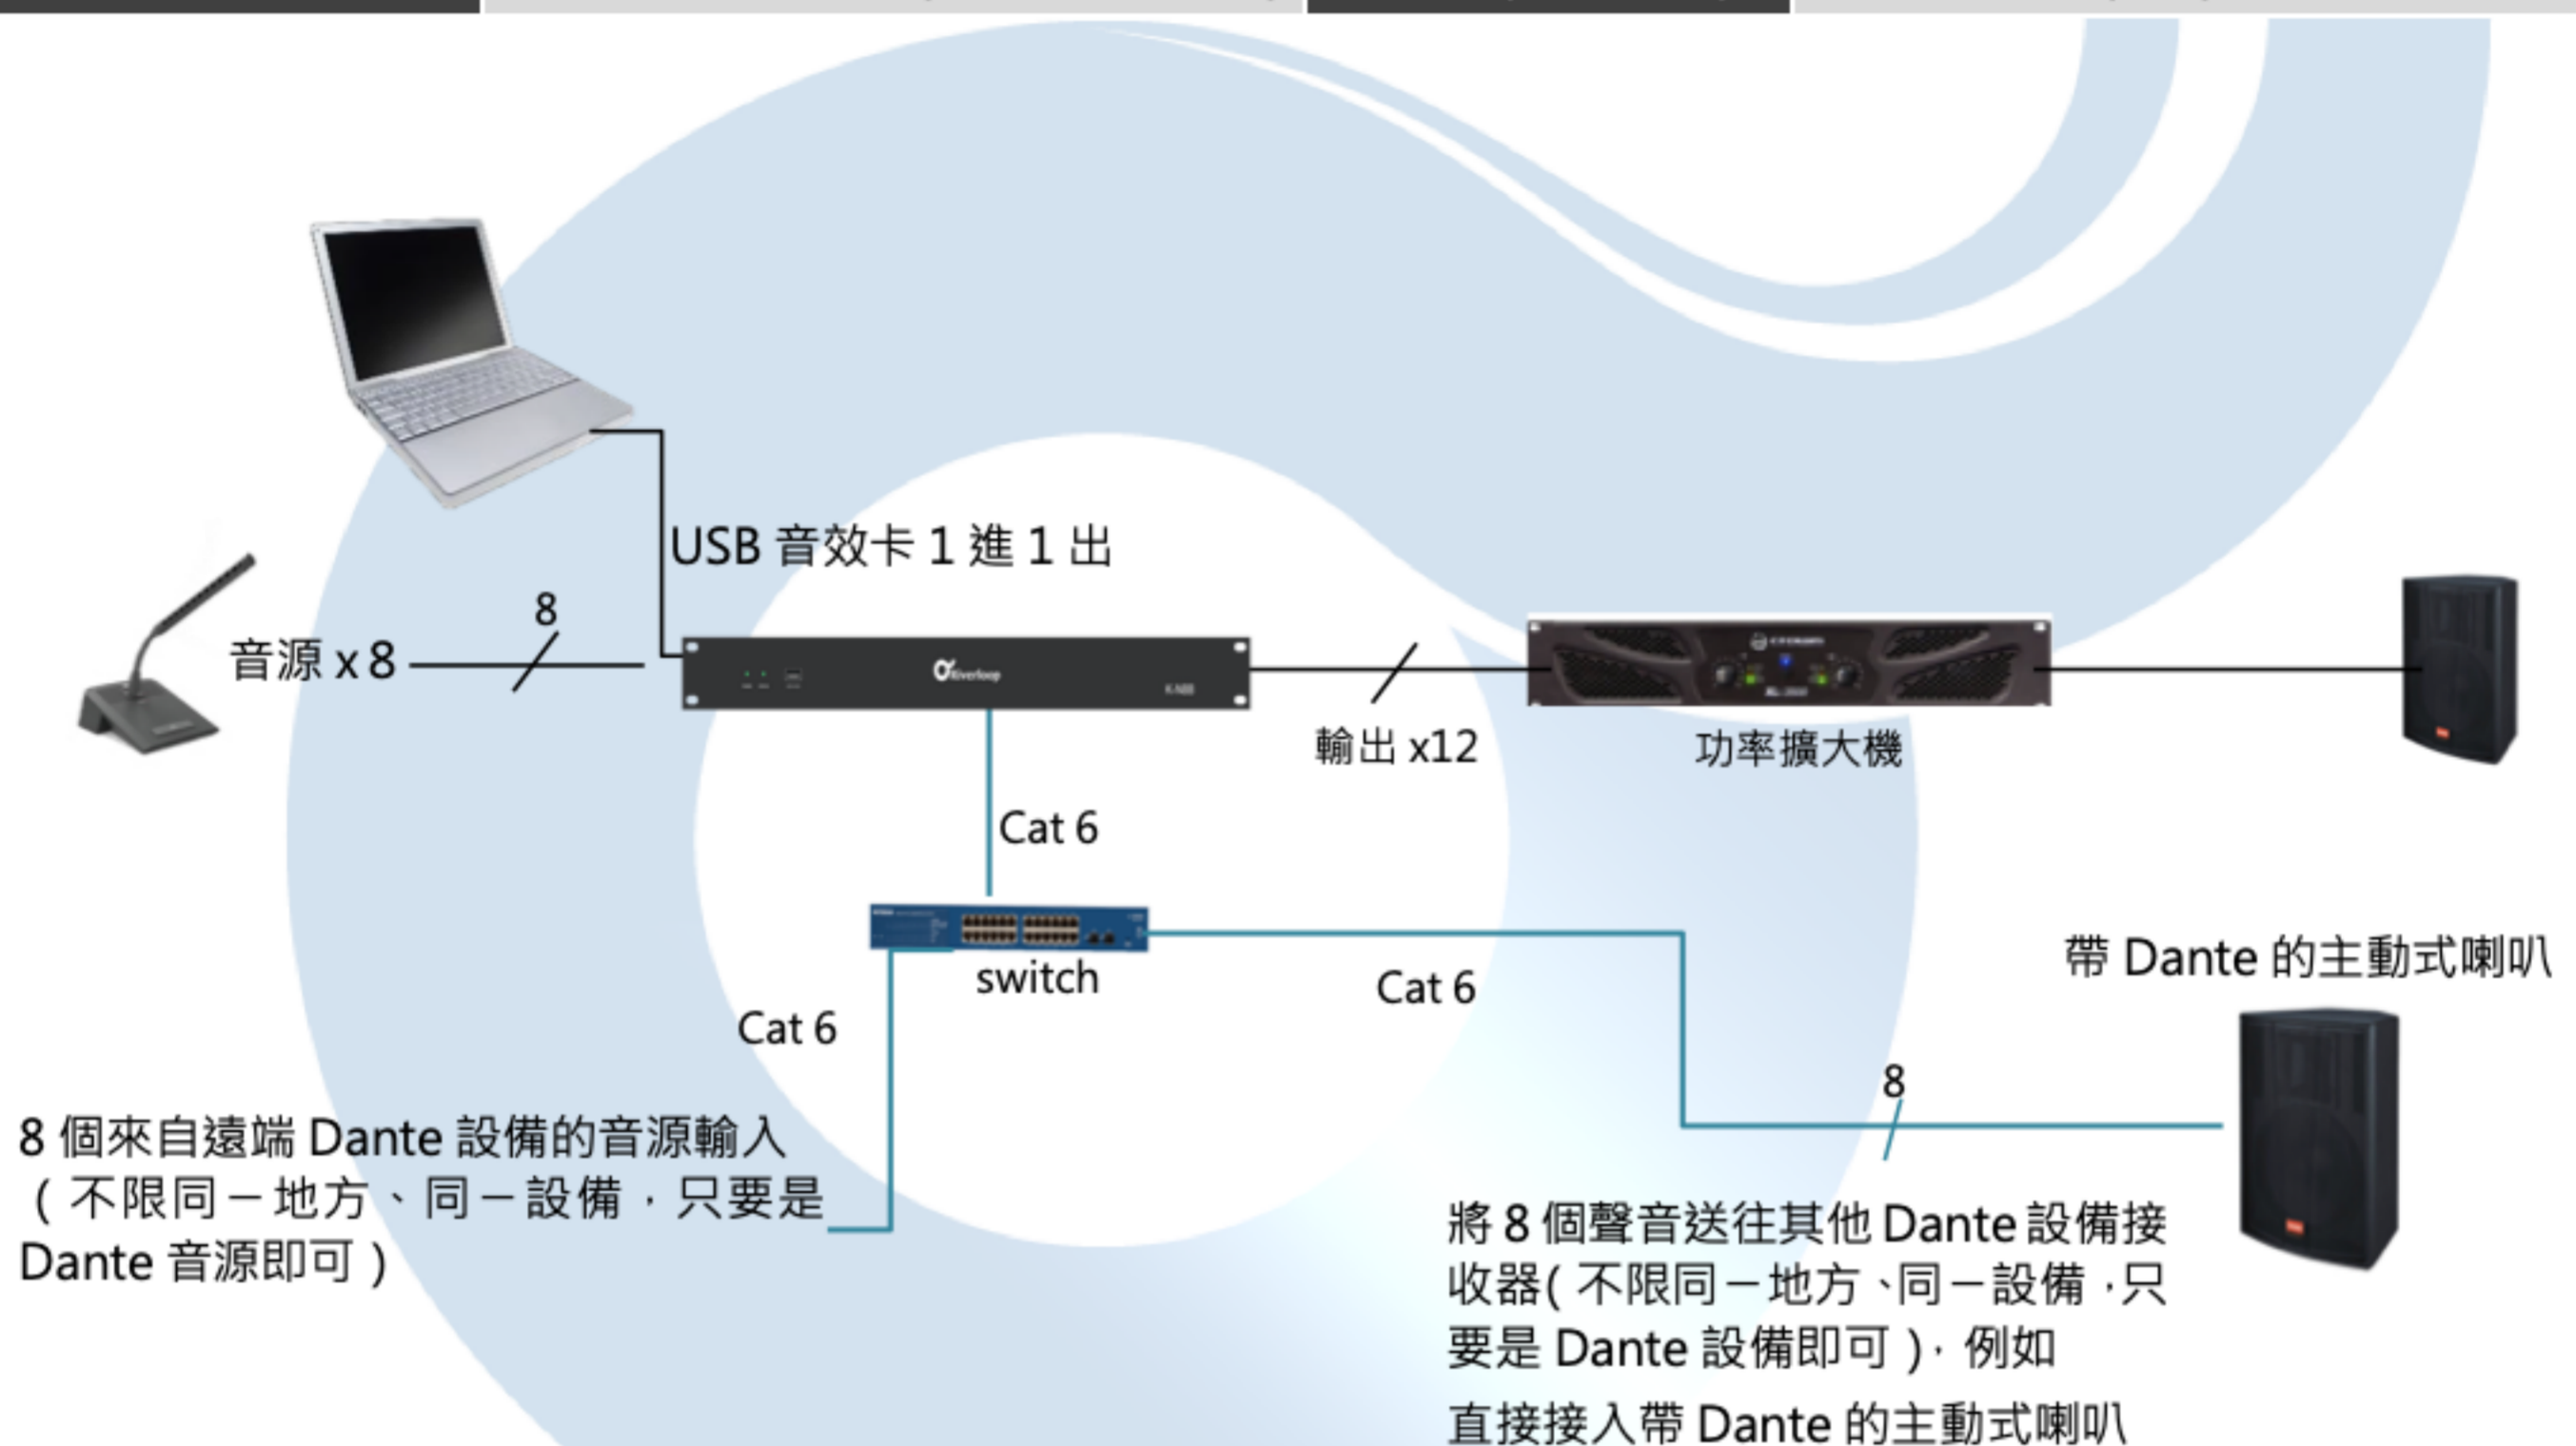 USB 音效卡 1 進 1 出
8
音源 x 8
Riverloop
輸出 x12
功率擴大機
Cat 6
switch
Cat 6
Cat 6
帶 Dante 的主動式喇叭
8
8 個來自遠端 Dante 設備的音源輸入
( 不限同一地方、同一設備，只要是
Dante 音源即可 )
將 8 個聲音送往其他 Dante 設備接
收器( 不限同一地方、同一設備，只
要是 Dante 設備即可 )，例如
直接接入帶 Dante 的主動式喇叭